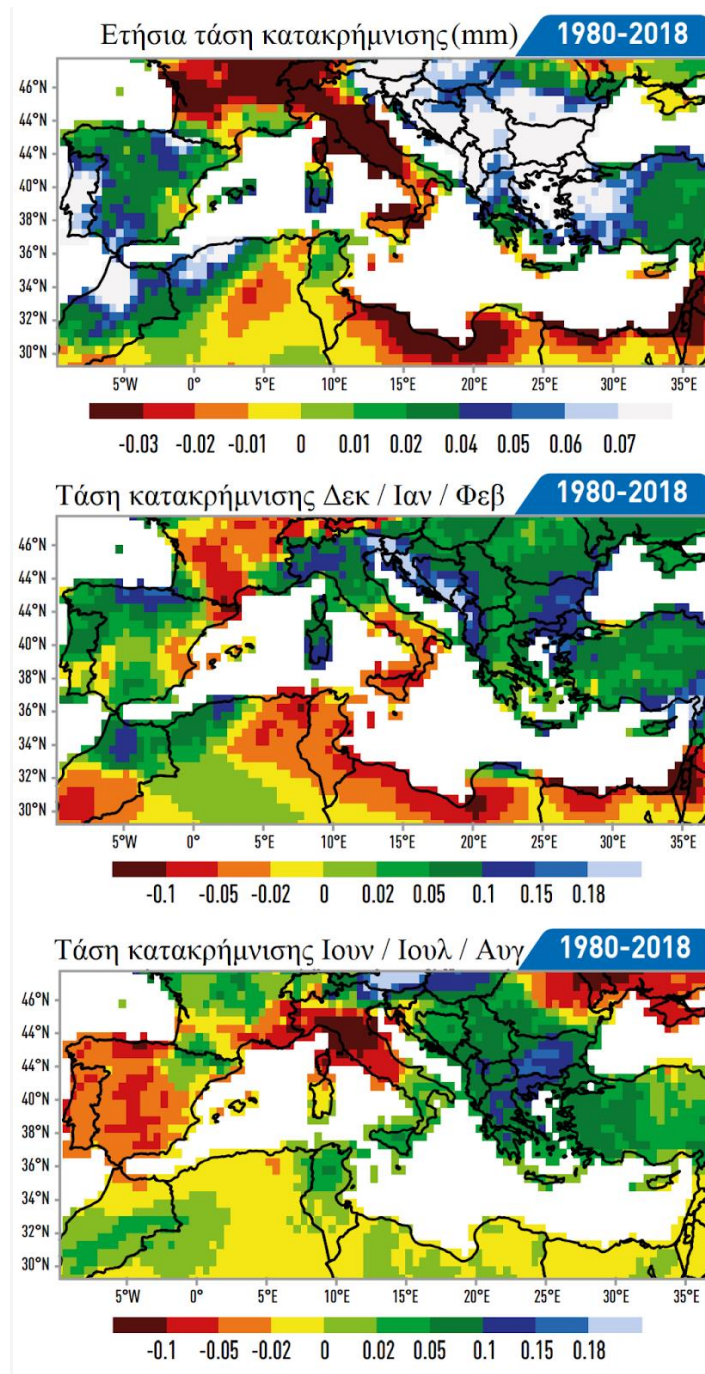 Ετήσια τάση κατακρήμνισης (mm) 1980-2018
46°N
44°N
42°N
40°N
38°N
36°N
34°N
32°N
30°N
5°W 0° 5°E 10°E 15°E 20°E 25°E 30°E 35°E
-0.03 -0.02 -0.01 0 0.01 0.02 0.04 0.05 0.06 0.07
Τάση κατακρήμνισης Δεκ / Ιαν / Φεβ 1980-2018
46°N
44°N
42°N
40°N
38°N
36°N
34°N
32°N
30°N
5°W 0° 5°E 10°E 15°E 20°E 25°E 30°E 35°E
-0.1 -0.05 -0.02 0 0.02 0.05 0.1 0.15 0.18
Τάση κατακρήμνισης Ιουν / Ιουλ / Αυγ 1980-2018
46°N
44°N
42°N
40°N
38°N
36°N
34°N
32°N
30°N
5°W 0° 5°E 10°E 15°E 20°E 25°E 30°E 35°E
-0.1 -0.05 -0.02 0 0.02 0.05 0.1 0.15 0.18